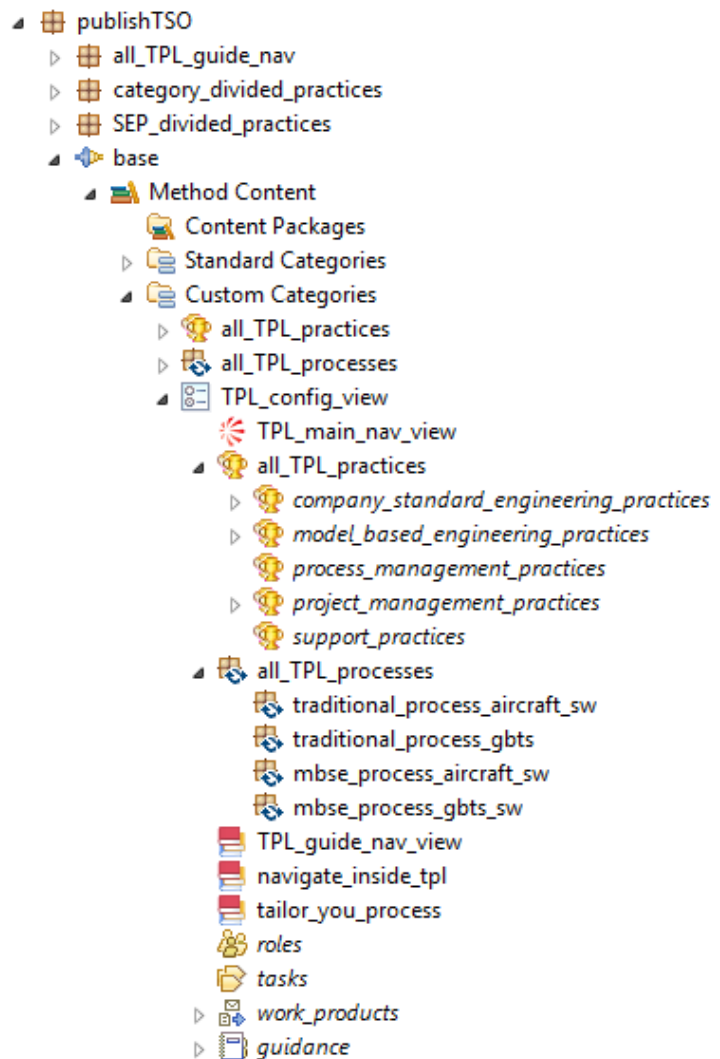 publishTSO
all_TPL_guide_nav
category_divided_practices
SEP_divided_practices
base
Method Content
Content Packages
Standard Categories
Custom Categories
all_TPL_practices
all_TPL_processes
TPL_config_view
TPL_main_nav_view
all_TPL_practices
company_standard_engineering_practices
model_based_engineering_practices
process_management_practices
project_management_practices
support_practices
all_TPL_processes
traditional_process_aircraft_sw
traditional_process_gbts
mbse_process_aircraft_sw
mbse_process_gbts_sw
TPL_guide_nav_view
navigate_inside_tpl
tailor_you_process
roles
tasks
work_products
guidance